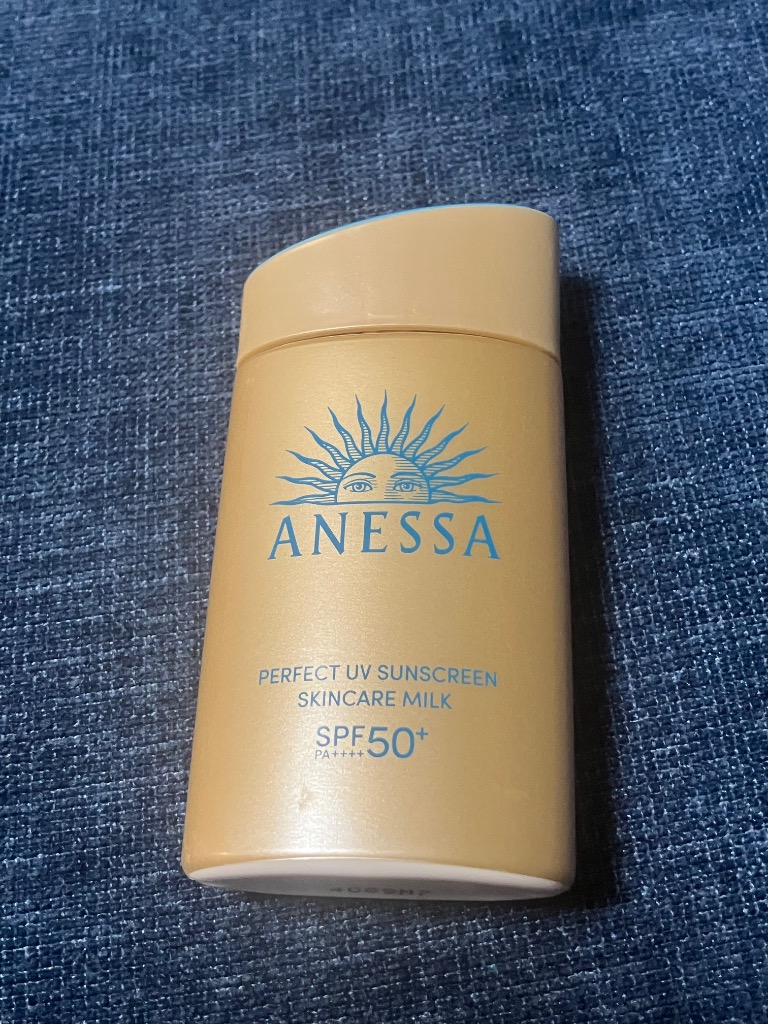 ANESSA
PERFECT UV SUNSCREEN
SKINCARE MILK
SPF50+
PA++++